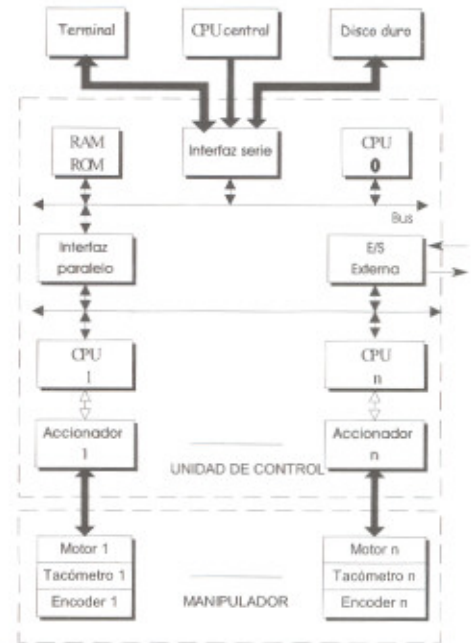 Terminal
CPU central
Disco duro
RAM
ROM
Interfaz serie
CPU
0
Bus
Interfaz
paralelo
E/S
Externa
CPU
1
CPU
n
Accionador
1
Accionador
n
UNIDAD DE CONTROL
Motor 1
Tacómetro 1
Encoder 1
MANIPULADOR
Motor n
Tacómetro n
Encoder n